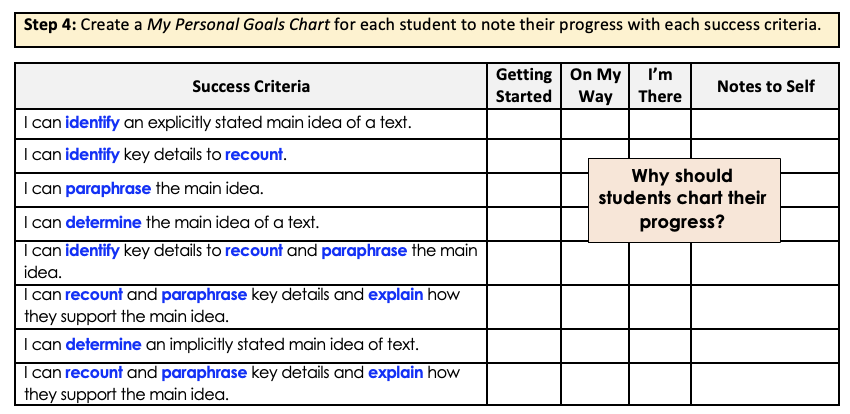 Step 4: Create a My Personal Goals Chart for each student to note their progress with each success criteria.
Success Criteria
Getting
Started
On My
Way
I'm
There
Notes to Self
I can identify an explicitly stated main idea of a text.
I can identify key details to recount.
I can paraphrase the main idea.
I can determine the main idea of a text.
I can identify key details to recount and paraphrase the main
idea.
I can recount and paraphrase key details and explain how
they support the main idea.
I can determine an implicitly stated main idea of text.
I can recount and paraphrase key details and explain how
they support the main idea.
Why should
students chart their
progress?